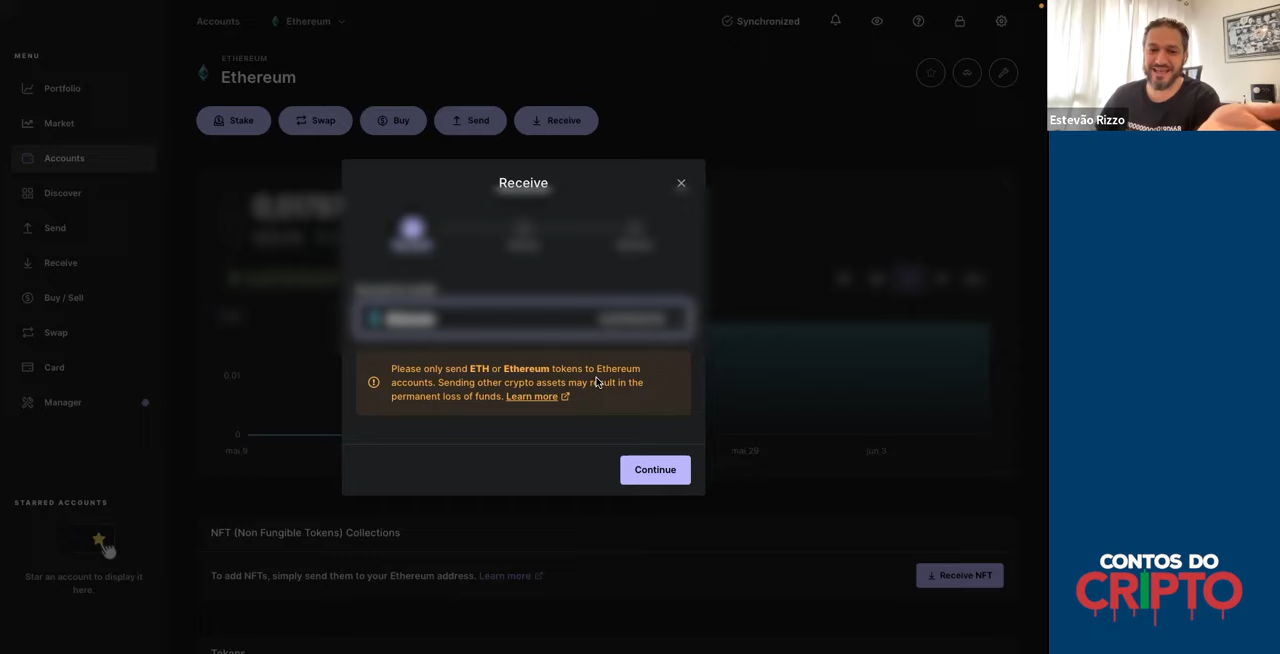 Accounts
Ethereum
Synchronized
MENU
Portfolio
Market
Accounts
Discover
Send
Receive
Buy / Sell
Swap
Card
Manager
STARRED ACCOUNTS
Star an account to display it
here.
ETHEREUM
Ethereum
Stake
Swap
Buy
Send
Receive
Receive
Please only send ETH or Ethereum tokens to Ethereum
accounts. Sending other crypto assets may result in the
permanent loss of funds. Learn more
Continue
0,01
0
mai 9
mai 29
jun 3
NFT (Non Fungible Tokens) Collections
To add NFTs, simply send them to your Ethereum address. Learn more
Receive NFT
Tokens
Estevão Rizzo
CONTOS DO
CRIPTO